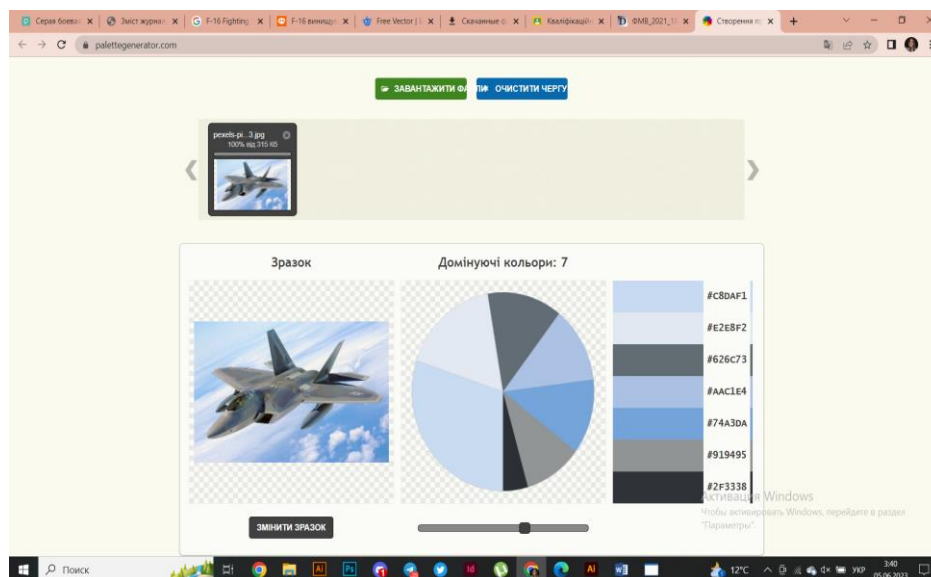 Серая боева
Зміст журнал
F-16 Fighting
F-16 винищу
Free Vector |
Скачанные ф
Кваліфікаційн
ФМВ_2021_1
Створення п
palettegenerator.com
ЗАВАНТАЖИТИ ФА
ОЧИСТИТИ ЧЕРГУ
pexels-pi...3.jpg
100% від 315 Кб
Зразок
Домінуючі кольори: 7
#C8DAF1
#E2E8F2
#626C73
#AAC1E4
#74A3DA
#919495
#2F3338
ЗМІНИТИ ЗРАЗОК
Активация Windows
Чтобы активировать Windows, перейдите в раздел
"Параметры".
Поиск
12°C
УКР
3:40
05.06.2023